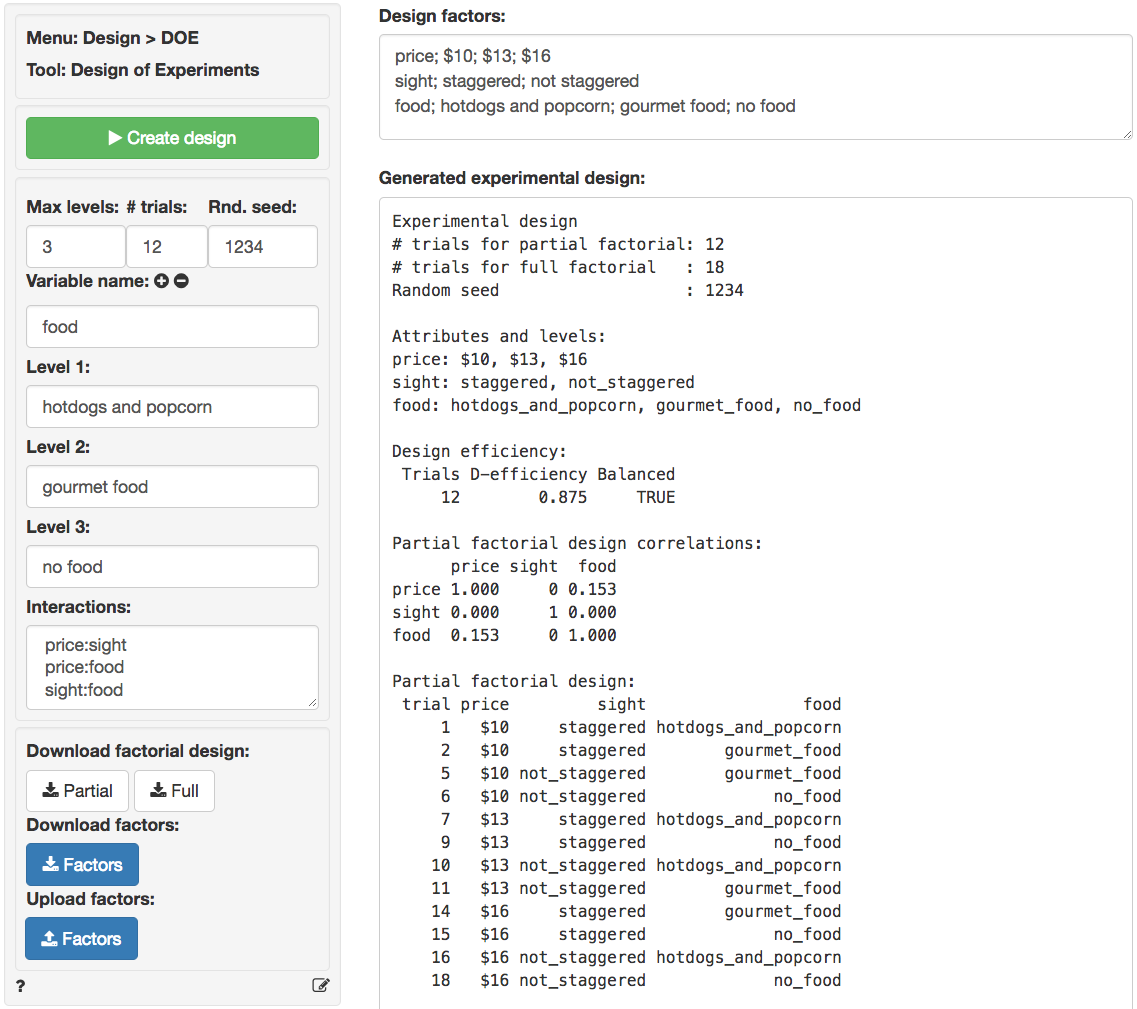 Menu: Design > DOE
Tool: Design of Experiments
Create design
Max levels: # trials: Rnd. seed:
3 12 1234
Variable name:
food
Level 1:
hotdogs and popcorn
Level 2:
gourmet food
Level 3:
no food
Interactions:
price:sight
price:food
sight:food
Download factorial design:
Partial Full
Download factors:
Factors
Upload factors:
Factors
?
Design factors:
price; $10; $13; $16
sight; staggered; not staggered
food; hotdogs and popcorn; gourmet food; no food
Generated experimental design:
Experimental design
# trials for partial factorial: 12
# trials for full factorial   : 18
Random seed                   : 1234
Attributes and levels:
price: $10, $13, $16
sight: staggered, not_staggered
food: hotdogs_and_popcorn, gourmet_food, no_food
Design efficiency:
Trials D-efficiency Balanced
12 0.875 TRUE
Partial factorial design correlations:
price sight food
price 1.000 0 0.153
sight 0.000 1 0.000
food 0.153 0 1.000
Partial factorial design:
trial price sight food
1 $10 staggered hotdogs_and_popcorn
2 $10 staggered gourmet_food
5 $10 not_staggered gourmet_food
6 $10 not_staggered no_food
7 $13 staggered hotdogs_and_popcorn
9 $13 staggered no_food
10 $13 not_staggered hotdogs_and_popcorn
11 $13 not_staggered gourmet_food
14 $16 staggered gourmet_food
15 $16 staggered no_food
16 $16 not_staggered hotdogs_and_popcorn
18 $16 not_staggered no_food